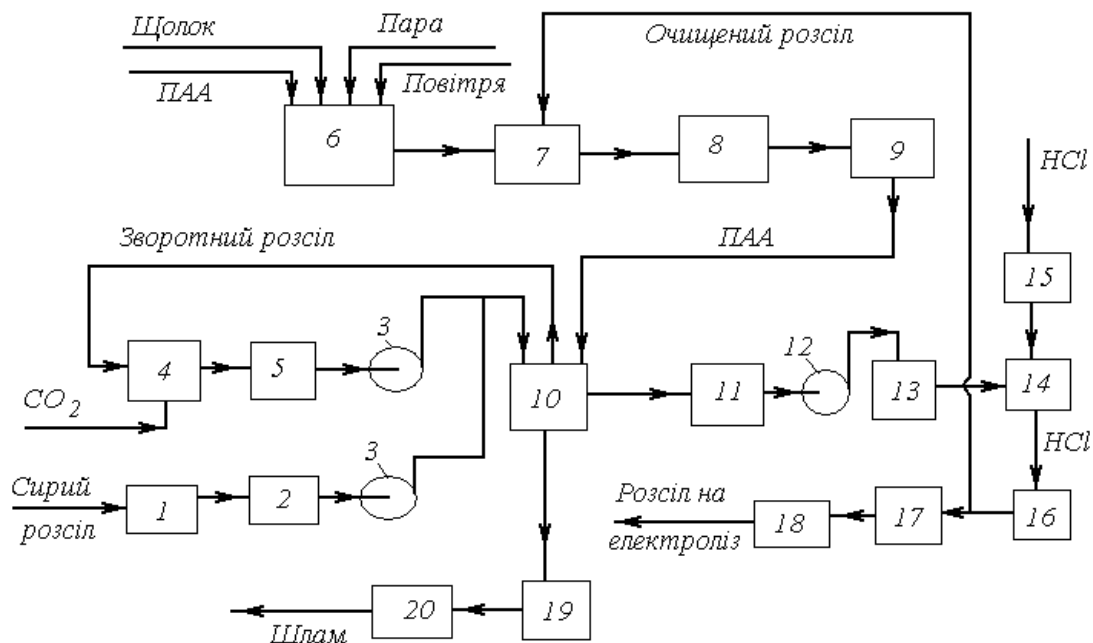 Щолок
Пара
Очищений розсіл
ПАА
Повітря
6
7
8
9
HCl
Зворотний розсіл
ПАА
15
3
12
4
5
10
11
13
14
CO2
HCl
3
Сирий
розсіл
1
2
Розсіл на
електроліз
18
17
16
20
19
Шлам